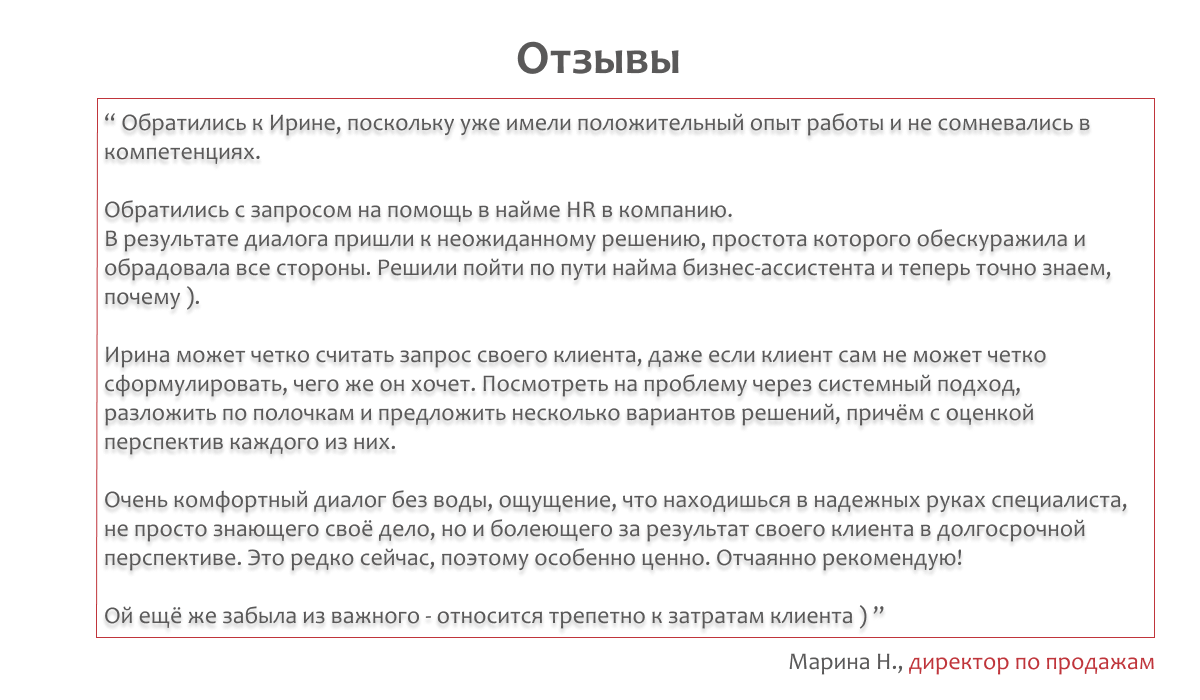 Отзывы
“ Обратились к Ирине, поскольку уже имели положительный опыт работы и не сомневались в
компетенциях.
Обратились с запросом на помощь в найме HR в компанию.
В результате диалога пришли к неожиданному решению, простота которого обескуражила и
обрадовала все стороны. Решили пойти по пути найма бизнес-ассистента и теперь точно знаем,
почему ).
Ирина может четко считать запрос своего клиента, даже если клиент сам не может четко
сформулировать, чего же он хочет. Посмотреть на проблему через системный подход,
разложить по полочкам и предложить несколько вариантов решений, причём с оценкой
перспектив каждого из них.
Очень комфортный диалог без воды, ощущение, что находишься в надежных руках специалиста,
не просто знающего своё дело, но и болеющего за результат своего клиента в долгосрочной
перспективе. Это редко сейчас, поэтому особенно ценно. Отчаянно рекомендую!
Ой ещё же забыла из важного - относится трепетно к затратам клиента ) ”
Марина Н., директор по продажам